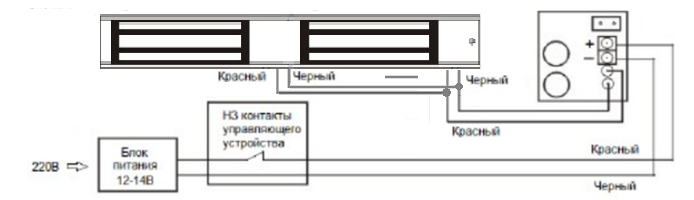 +
−
Красный
Черный
Черный
Красный
НЗ контакты
управляющего
устройства
Красный
220В
Блок
питания
12-14В
Черный